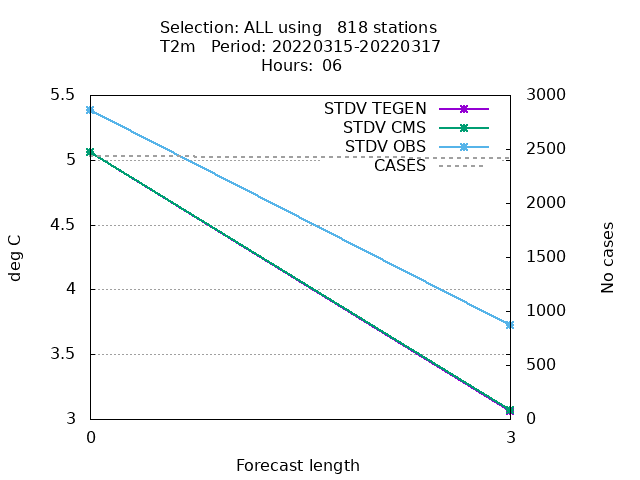 Selection: ALL using   818 stations
T2m   Period: 20220315-20220317
Hours:  06
5.5
5
4.5
4
3.5
3
deg C
STDV TEGEN
STDV CMS
STDV OBS
CASES
3000
2500
2000
1500
1000
500
0
No cases
0
3
Forecast length